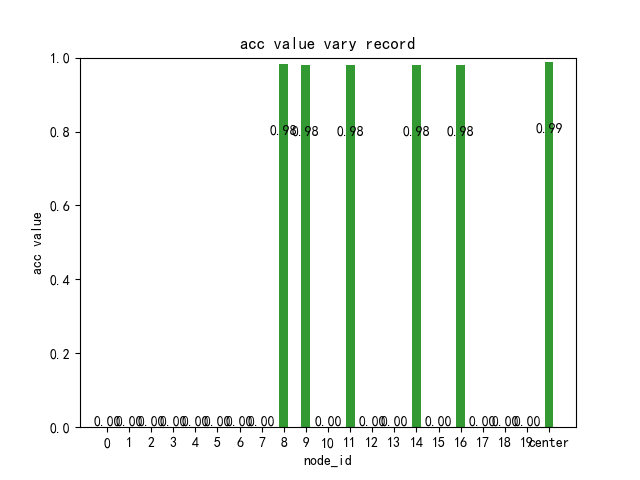 acc value vary record
1.0
0.8
0.6
0.4
0.2
0.0
acc value
0.98 0.98 0.98 0.98 0.98 0.99
0.00 0.00 0.00 0.00 0.00 0.00 0.00 0.00 0.00 0.00 0.00 0.00 0.00 0.00 0.00
0 1 2 3 4 5 6 7 8 9 10 11 12 13 14 15 16 17 18 19 center
node_id